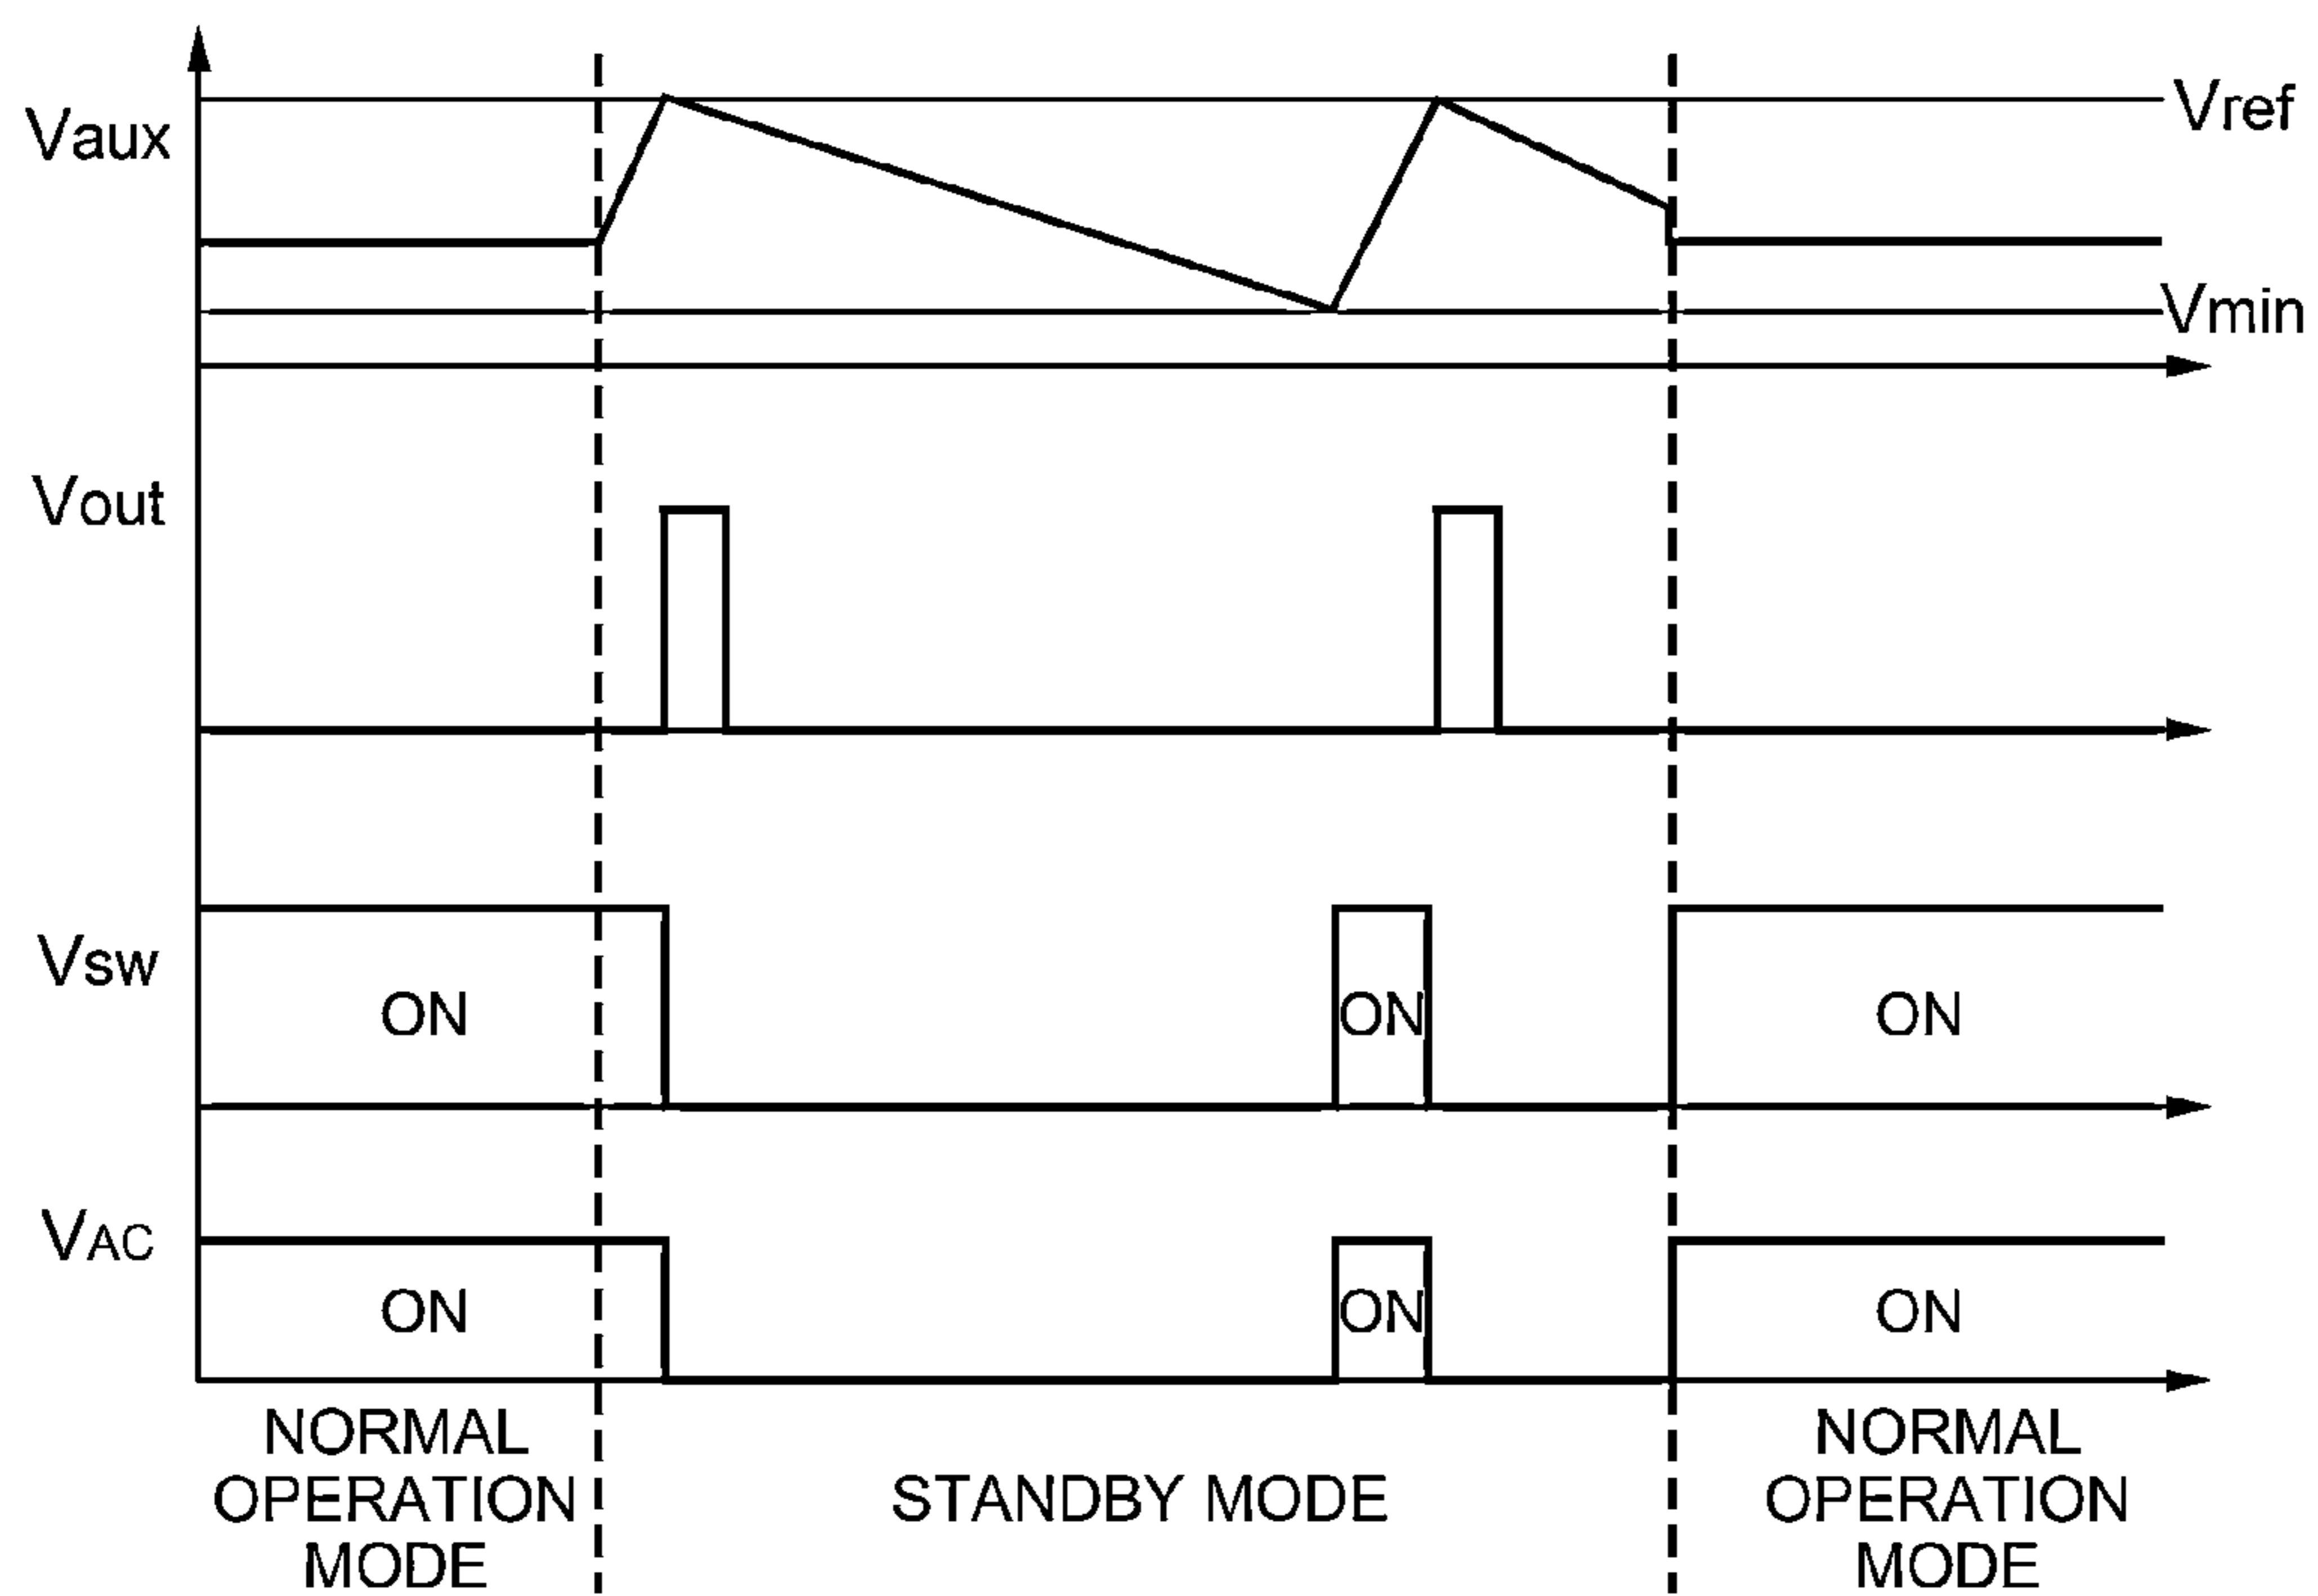 Vaux
Vref
Vmin
Vout
Vsw
ON
ON
ON
VAC
ON
ON
ON
NORMAL
OPERATION
MODE
STANDBY MODE
NORMAL
OPERATION
MODE